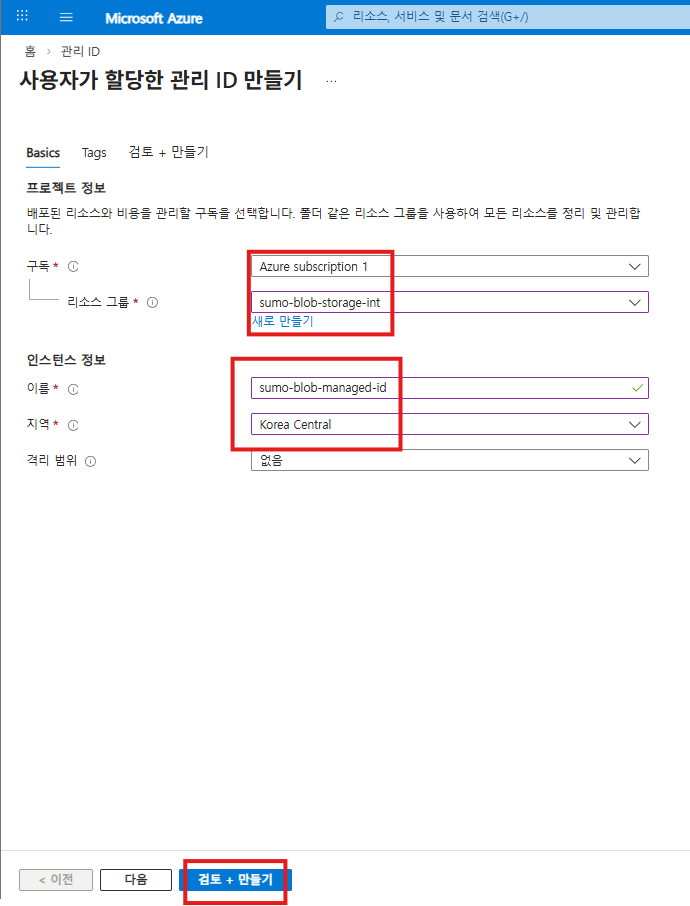 Microsoft Azure
리소스, 서비스 및 문서 검색(G+/)
홈 > 관리 ID
사용자가 할당한 관리 ID 만들기 ...
Basics Tags 검토 + 만들기
프로젝트 정보
배포된 리소스와 비용을 관리할 구독을 선택합니다. 폴더 같은 리소스 그룹을 사용하여 모든 리소스를 정리 및 관리합
니다.
구독 * Azure subscription 1
리소스 그룹 * sumo-blob-storage-int
새로 만들기
인스턴스 정보
이름 * sumo-blob-managed-id
지역 * Korea Central
격리 범위 없음
< 이전 다음 검토 + 만들기